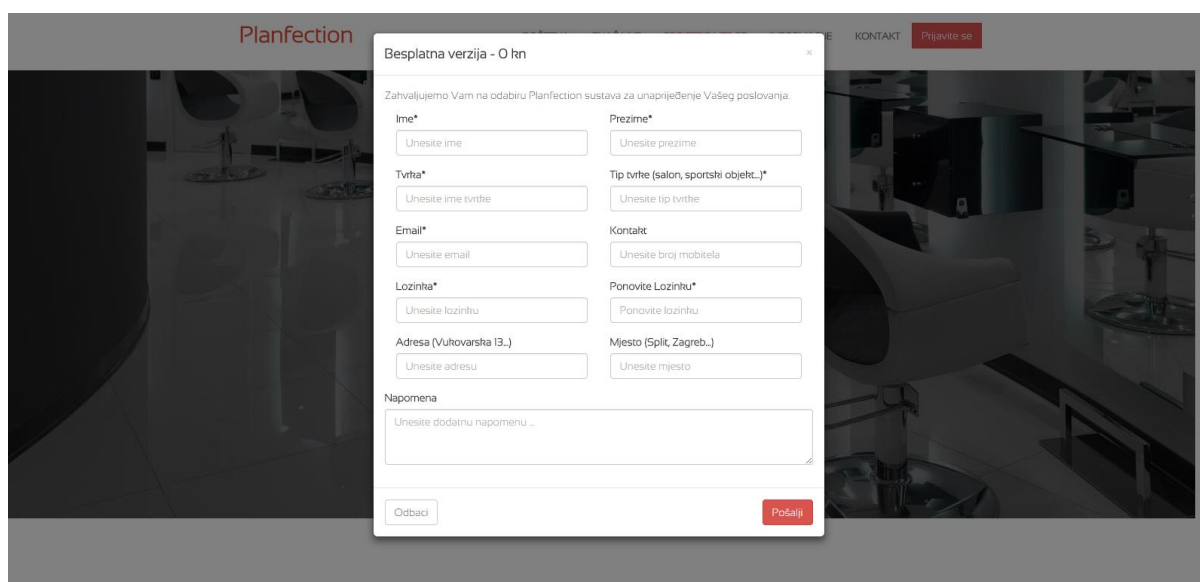 Planfection
KONTAKT
Prijavite se
Besplatna verzija - 0 kn
×
Zahvaljujemo Vam na odabiru Planfection sustava za unaprijeđenje Vašeg poslovanja.
Ime*
Prezime*
Unesite ime
Unesite prezime
Tvrka*
Tip tvrke (salon, sportski objekt...)*
Unesite ime tvrtke
Unesite tip tvrtke
Email*
Kontakt
Unesite email
Unesite broj mobitela
Lozinka*
Ponovite Lozinku*
Unesite lozinku
Ponovite lozinku
Adresa (Vukovarska 13...)
Mjesto (Split, Zagreb...)
Unesite adresu
Unesite mjesto
Napomena
Unesite dodatnu napomenu ...
Odbaci
Pošalji